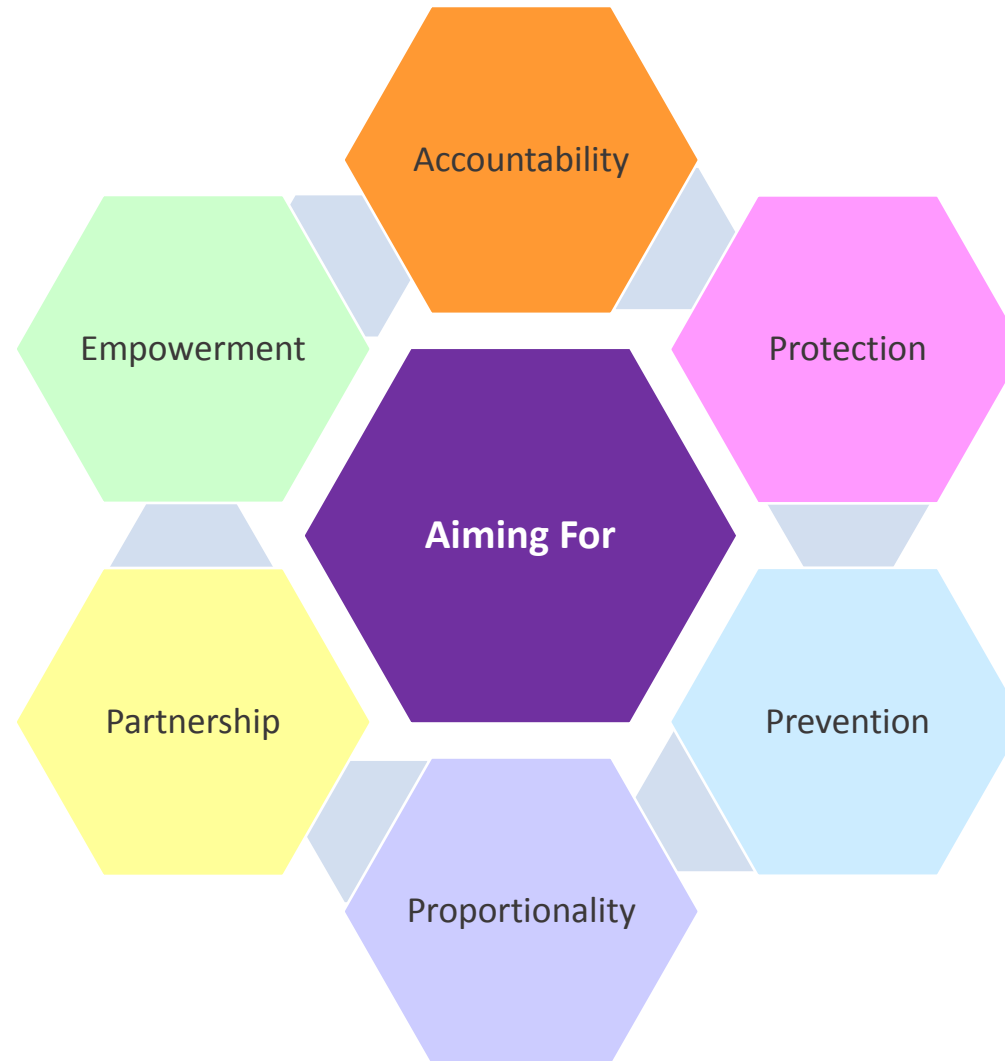 Accountability
Empowerment
Protection
Aiming For
Partnership
Prevention
Proportionality